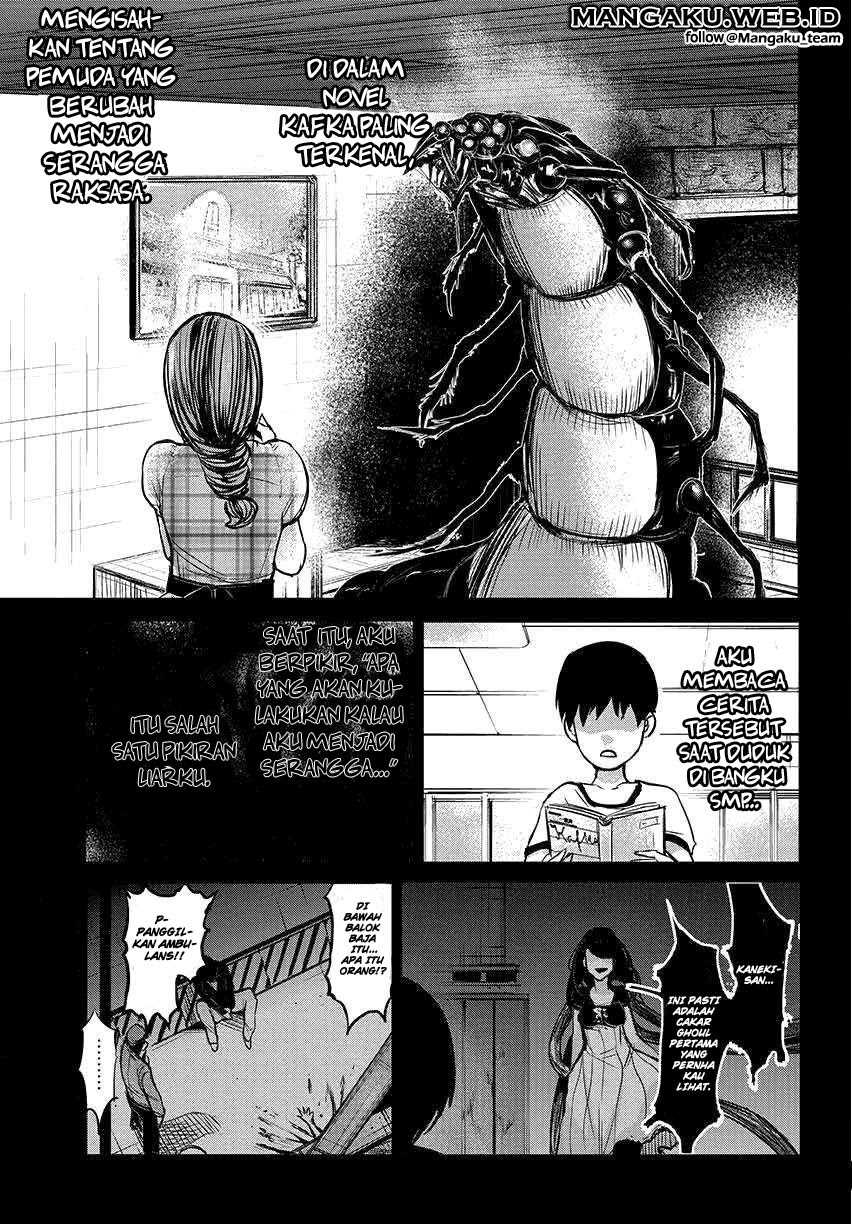 MANGAKU.WEB.ID
follow @Mangaku_team
DI DALAM
NOVEL
KAFKA PALING
TERKENAL,
MENGISAH-
KAN TENTANG
PEMUDA YANG
BERUBAH
MENJADI
SERANGGA
RAKSASA.
AKU
MEMBACA
CERITA
TERSEBUT
SAAT DUDUK
DI BANGKU
SMP...
Kafka
SAAT ITU, AKU
BERPIKIR, "APA
YANG AKAN KU-
LAKUKAN KALAU
AKU MENJADI
SERANGGA..."
ITU SALAH
SATU PIKIRAN
LIARKU.
KANEKI-
SAN...
INI PASTI
ADALAH
CAKAR
GHOUL
PERTAMA
YANG
PERNHA
KAU
LIHAT.
DI
BAWAH
BALOK
BAJA
ITU...
APA ITU
ORANG!?
P-
PANGGIL-
KAN AMBU-
LANS!!
........